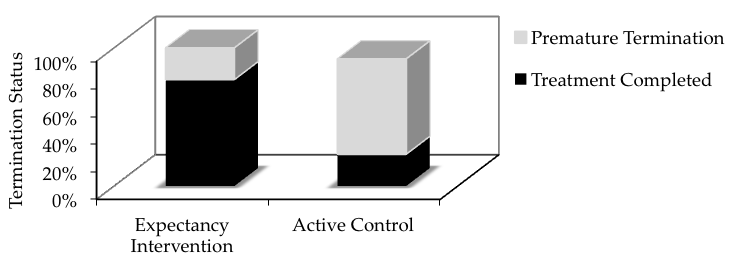 Termination Status
100%
80%
60%
40%
20%
0%
Expectancy
Intervention
Active Control
Premature Termination
Treatment Completed